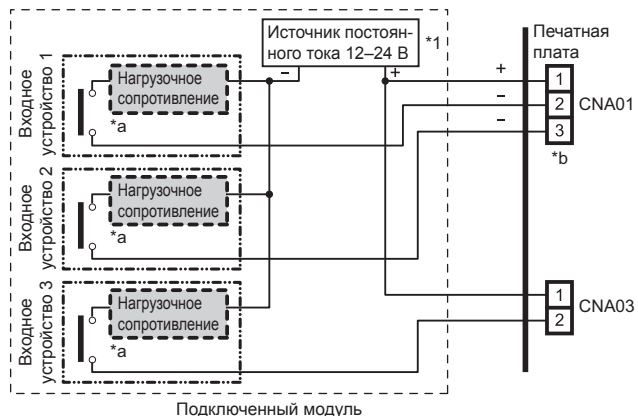 Источник постоян-
ного тока 12–24 В
*1
Печатная
плата
–
+
+
1
–
2
CNA01
–
3
*b
Входное
устройство 1
Нагрузочное
сопротивление
*a
Входное
устройство 2
Нагрузочное
сопротивление
*a
Входное
устройство 3
Нагрузочное
сопротивление
*a
1
CNA03
2
Подключенный модуль